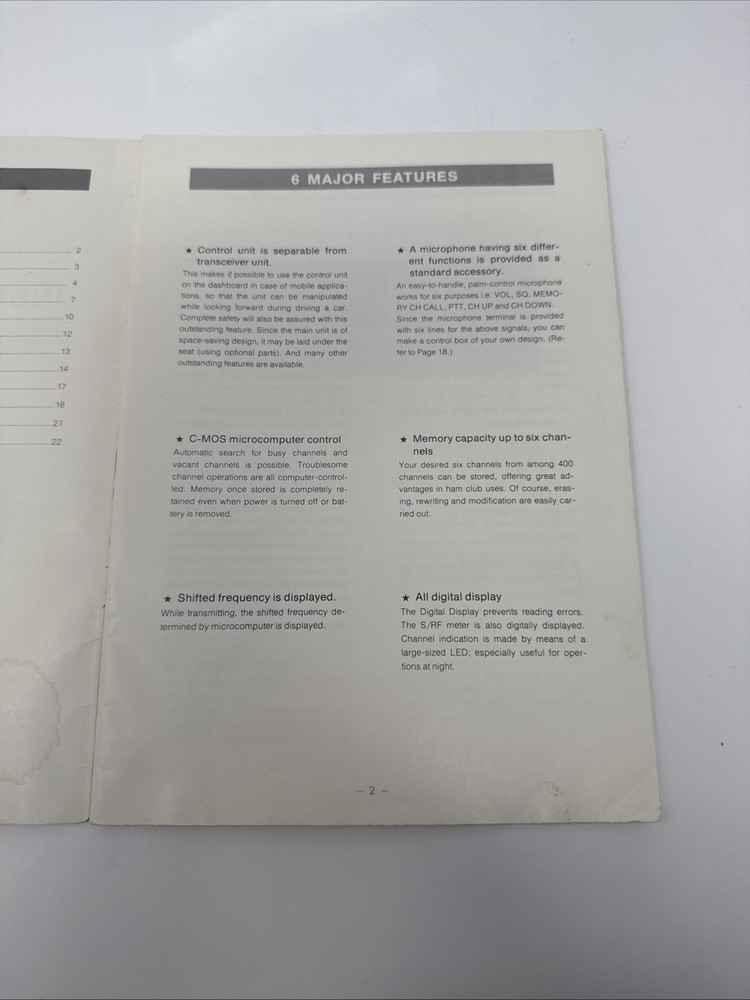 2
3
4
7
10
12
13
14
17
18
21
22
6 MAJOR FEATURES
★ Control unit is separable from
transceiver unit.
This makes it possible to use the control unit
on the dashboard in case of mobile applica-
tions, so that the unit can be manipulated
while looking forward during driving a car.
Complete safety will also be assured with this
outstanding feature. Since the main unit is of
space-saving design, it may be laid under the
seat (using optional parts). And many other
outstanding features are available.
★ C-MOS microcomputer control
Automatic search for busy channels and
vacant channels is possible. Troublesome
channel operations are all computer-control-
led. Memory once stored is completely re-
tained even when power is turned off or bat-
tery is removed.
★ Shifted frequency is displayed.
While transmitting, the shifted frequency de-
termined by microcomputer is displayed.
★ A microphone having six differ-
ent functions is provided as a
standard accessory.
An easy-to-handle, palm-control microphone
works for six purposes i.e. VOL, SQ, MEMO-
RY CH CALL, PTT, CH UP and CH DOWN.
Since the microphone terminal is provided
with six lines for the above signals, you can
make a control box of your own design. (Re-
fer to Page 18.)
★ Memory capacity up to six chan-
nels
Your desired six channels from among 400
channels can be stored, offering great ad-
vantages in ham club uses. Of course, eras-
ing, rewriting and modification are easily car-
ried out.
★ All digital display
The Digital Display prevents reading errors.
The S/RF meter is also digitally displayed.
Channel indication is made by means of a
large-sized LED; especially useful for oper-
tions at night.
– 2 –